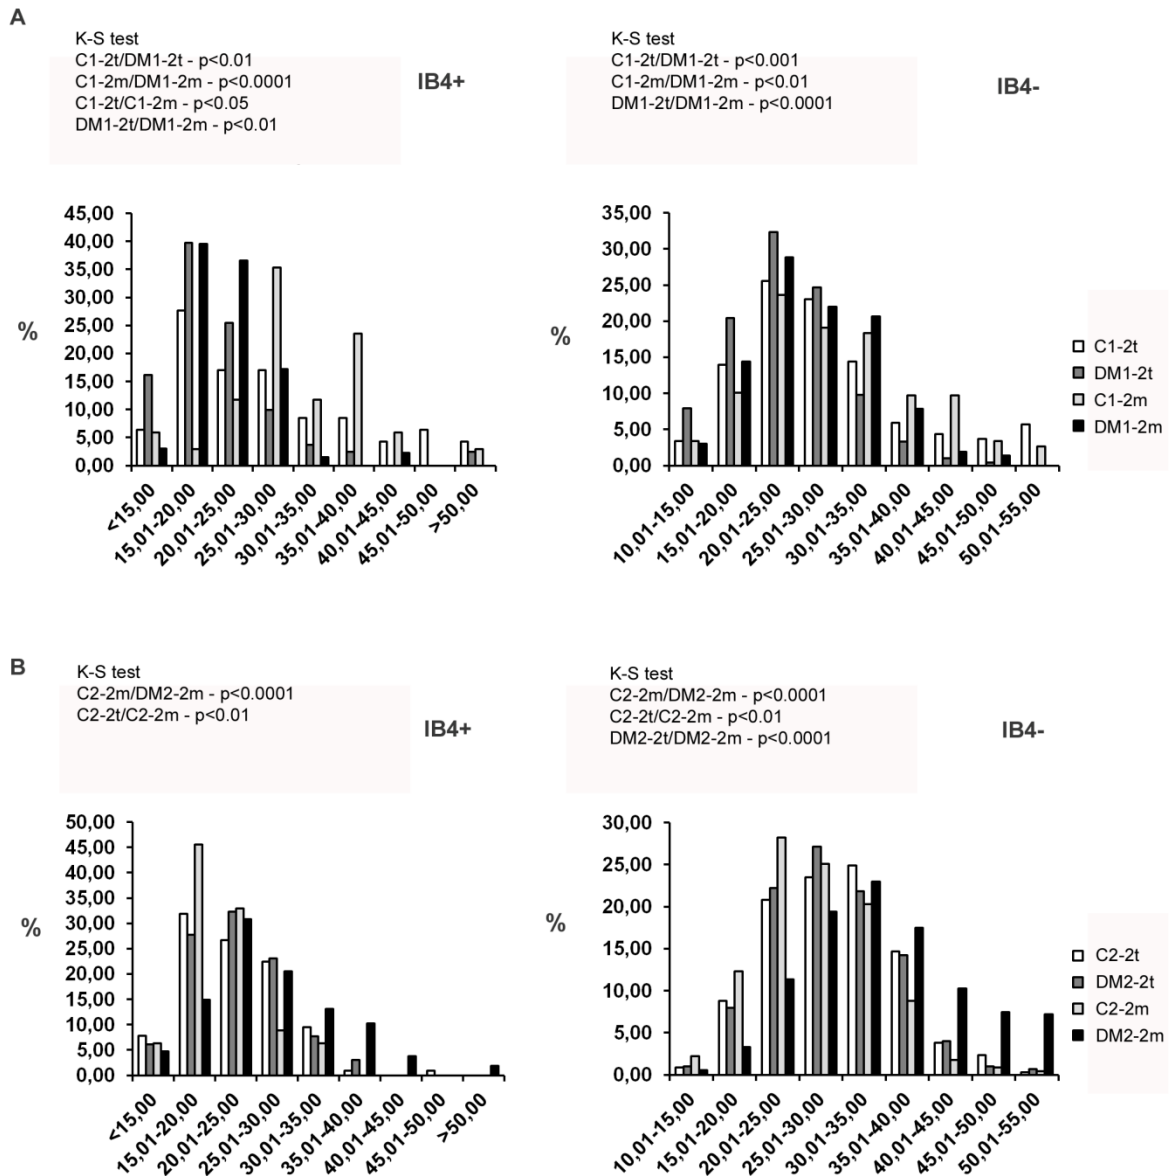 A
K-S test
C1-2t/DM1-2t - p<0.01
C1-2m/DM1-2m - p<0.0001
C1-2t/C1-2m - p<0.05
DM1-2t/DM1-2m - p<0.01
IB4+
K-S test
C1-2t/DM1-2t - p<0.001
C1-2m/DM1-2m - p<0.01
DM1-2t/DM1-2m - p<0.0001
IB4-
45,00
40,00
35,00
30,00
25,00
20,00
15,00
10,00
5,00
0,00
%
<15,00
15,01-20,00
20,01-25,00
25,01-30,00
30,01-35,00
35,01-40,00
40,01-45,00
45,01-50,00
>50,00
35,00
30,00
25,00
20,00
15,00
10,00
5,00
0,00
%
10,01-15,00
15,01-20,00
20,01-25,00
25,01-30,00
30,01-35,00
35,01-40,00
40,01-45,00
45,01-50,00
50,01-55,00
C1-2t
DM1-2t
C1-2m
DM1-2m
B
K-S test
C2-2m/DM2-2m - p<0.0001
C2-2t/C2-2m - p<0.01
IB4+
K-S test
C2-2m/DM2-2m - p<0.0001
C2-2t/C2-2m - p<0.01
DM2-2t/DM2-2m - p<0.0001
IB4-
50,00
45,00
40,00
35,00
30,00
25,00
20,00
15,00
10,00
5,00
0,00
%
<15,00
15,01-20,00
20,01-25,00
25,01-30,00
30,01-35,00
35,01-40,00
40,01-45,00
45,01-50,00
>50,00
30,00
25,00
20,00
15,00
10,00
5,00
0,00
%
10,01-15,00
15,01-20,00
20,01-25,00
25,01-30,00
30,01-35,00
35,01-40,00
40,01-45,00
45,01-50,00
50,01-55,00
C2-2t
DM2-2t
C2-2m
DM2-2m